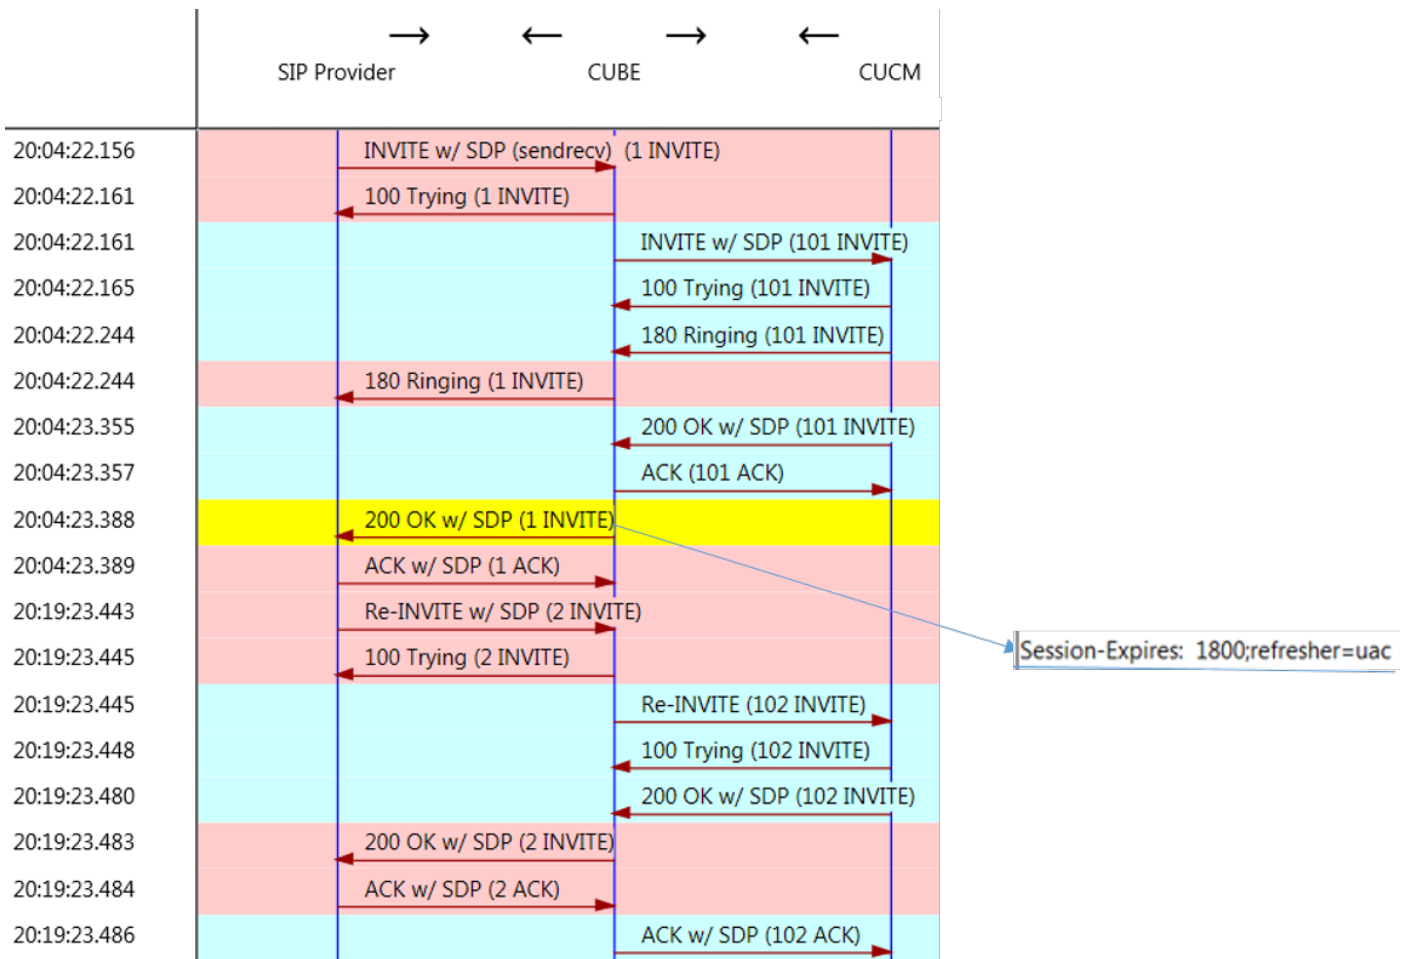 → ← → ←
SIP Provider CUBE CUCM
20:04:22.156 INVITE w/ SDP (sendrecv) (1 INVITE)
20:04:22.161 100 Trying (1 INVITE)
20:04:22.161 INVITE w/ SDP (101 INVITE)
20:04:22.165 100 Trying (101 INVITE)
20:04:22.244 180 Ringing (101 INVITE)
20:04:22.244 180 Ringing (1 INVITE)
20:04:23.355 200 OK w/ SDP (101 INVITE)
20:04:23.357 ACK (101 ACK)
20:04:23.388 200 OK w/ SDP (1 INVITE)
20:04:23.389 ACK w/ SDP (1 ACK)
20:19:23.443 Re-INVITE w/ SDP (2 INVITE)
Session-Expires: 1800;refresher=uac
20:19:23.445 100 Trying (2 INVITE)
20:19:23.445 Re-INVITE (102 INVITE)
20:19:23.448 100 Trying (102 INVITE)
20:19:23.480 200 OK w/ SDP (102 INVITE)
20:19:23.483 200 OK w/ SDP (2 INVITE)
20:19:23.484 ACK w/ SDP (2 ACK)
20:19:23.486 ACK w/ SDP (102 ACK)